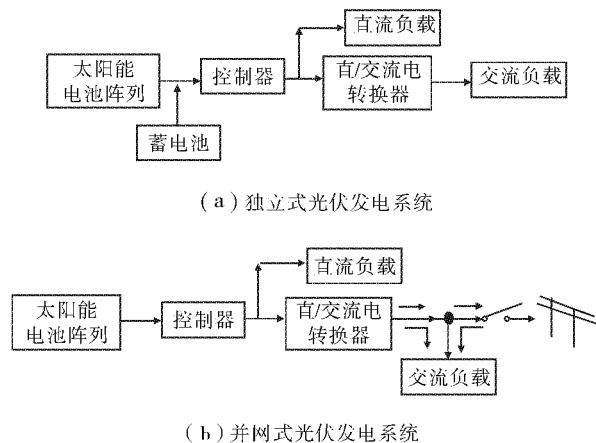 直流负载
太阳能
电池阵列
控制器
直/交流电
转换器
交流负载
蓄电池
(a)独立式光伏发电系统
直流负载
太阳能
电池阵列
控制器
直/交流电
转换器
交流负载
(b)并网式光伏发电系统